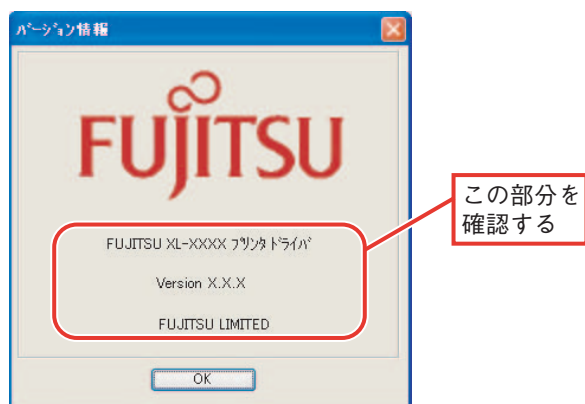 バージョン情報
FUJITSU
FUJITSU XL-XXXX プリンタ ドライバ
Version X.X.X
FUJITSU LIMITED
OK
この部分を
確認する